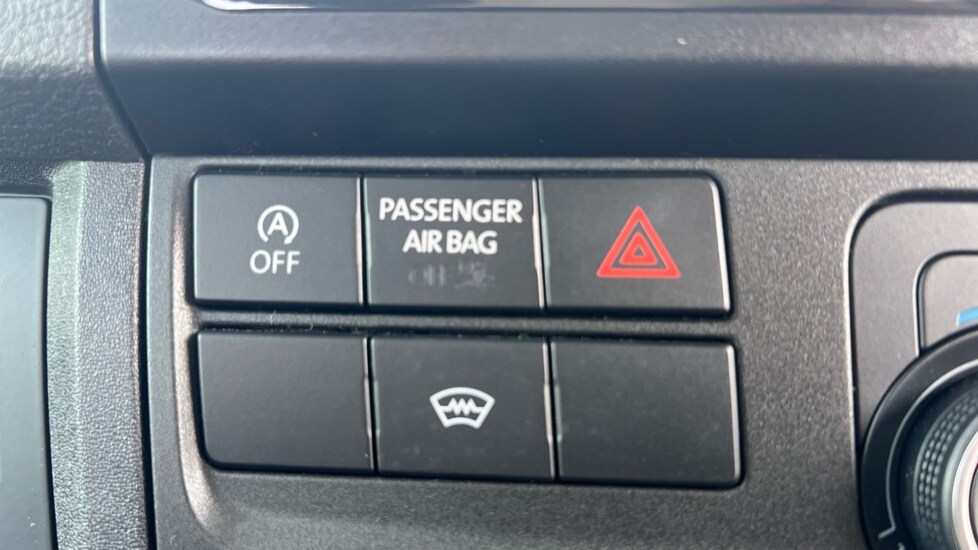 A
OFF
PASSENGER
AIR BAG